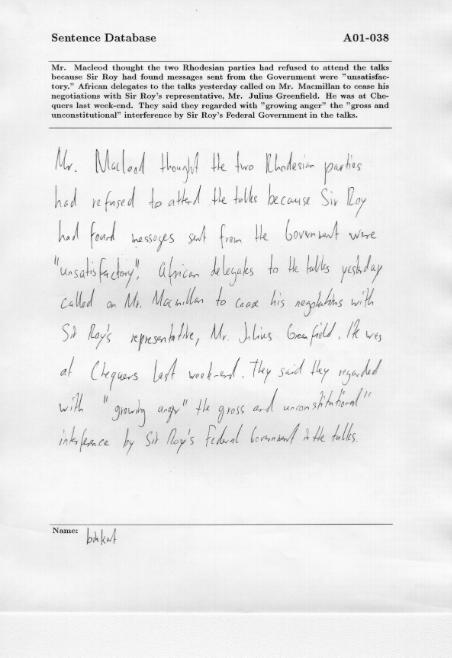 Sentence Database A01-038
Mr. Macleod thought the two Rhodesian parties had refused to attend the talks
because Sir Roy had found messages sent from the Government were "unsatisfac-
tory." African delegates to the talks yesterday called on Mr. Macmillan to cease his
negotiations with Sir Roy's representative, Mr. Julius Greenfield. He was at Che-
quers last week-end. They said they regarded with "growing anger" the "gross and
unconstitutional" interference by Sir Roy's Federal Government in the talks.
Mr. Macleod thought the two Rhodesian parties
had refused to attend the talks because Sir Roy
had found messages sent from the Government were
"unsatisfactory". African delegates to the talks yesterday
called on Mr. Macmillan to cease his negotiations with
Sir Roy's representative, Mr. Julius Greenfield. He was
at Chequers last week-end. They said they regarded
with "growing anger" the gross and unconstitutional"
interference by Sir Roy's Federal Government in the talks.
Name: